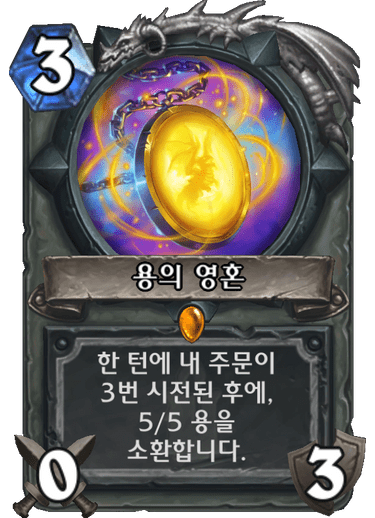 3
용의 영혼
한 턴에 내 주문이
3번 시전된 후에,
5/5 용을
소환합니다.
0
3